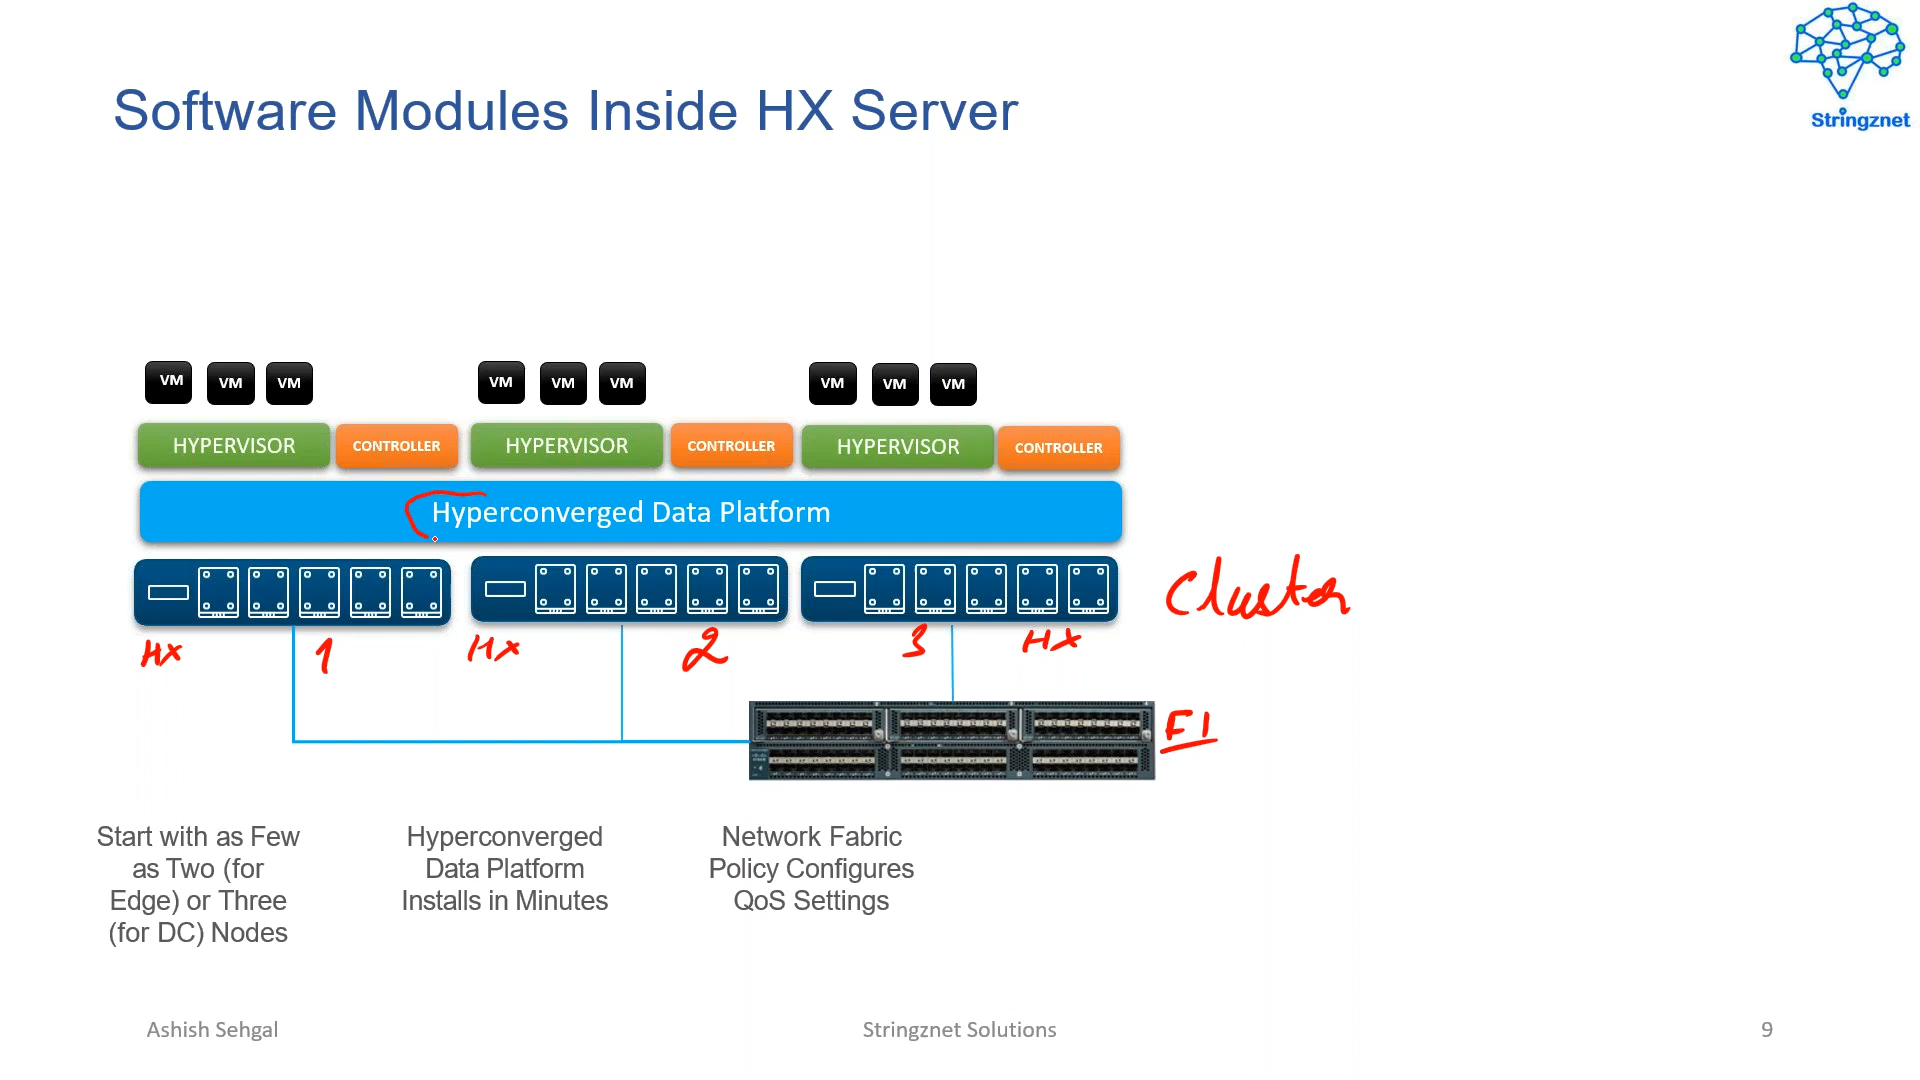 Stringznet
Software Modules Inside HX Server
VM VM VM VM VM VM VM VM VM
HYPERVISOR CONTROLLER HYPERVISOR CONTROLLER HYPERVISOR CONTROLLER
Hyperconverged Data Platform
Cluster
HX 1 HX 2 3 HX
FI
Start with as Few
as Two (for
Edge) or Three
(for DC) Nodes
Hyperconverged
Data Platform
Installs in Minutes
Network Fabric
Policy Configures
QoS Settings
Ashish Sehgal
Stringznet Solutions
9